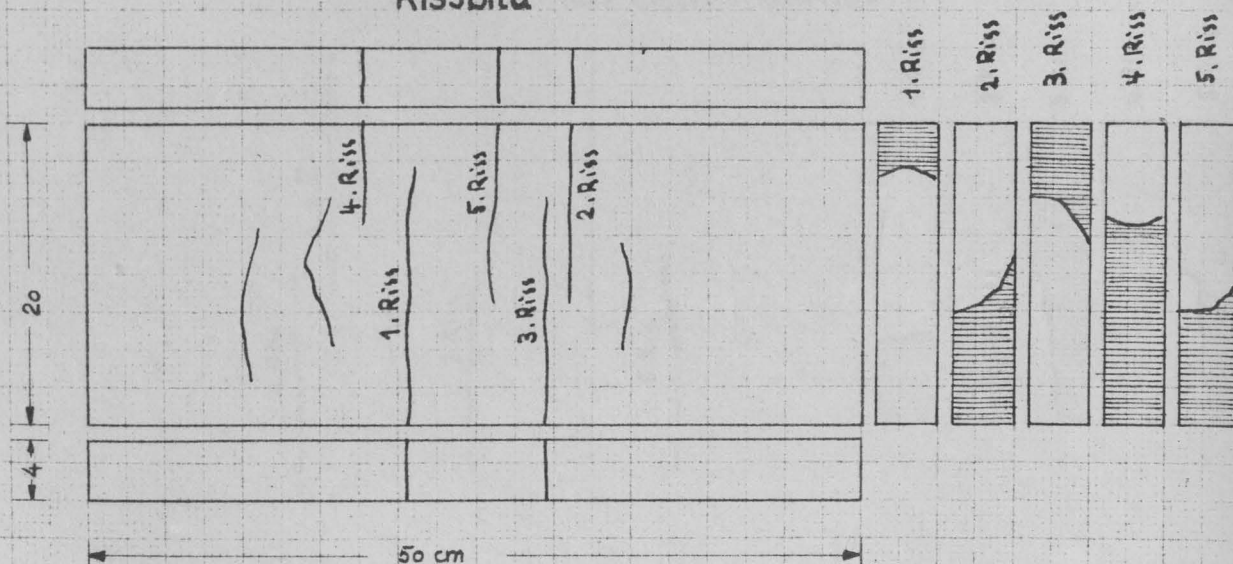 Rissbild
1. Riss
2. Riss
3. Riss
4. Riss
5. Riss
4. Riss
5. Riss
2. Riss
1. Riss
3. Riss
20
4
50 cm